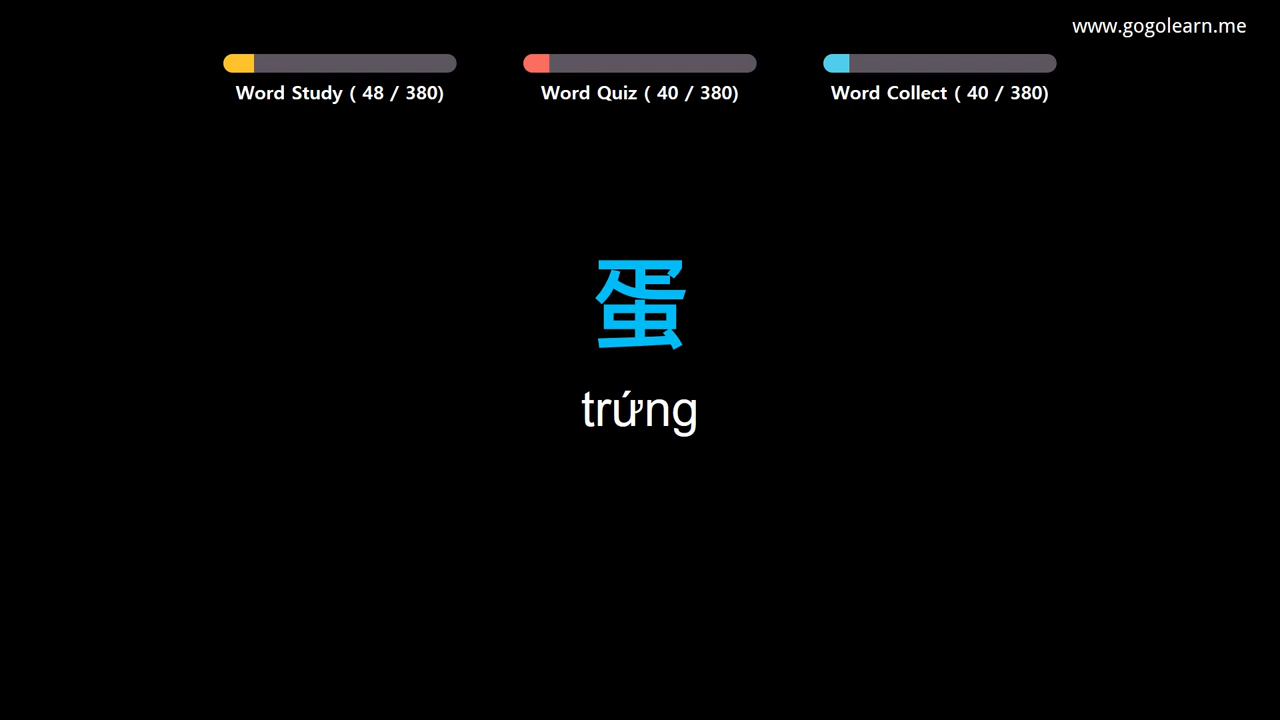 www.gogolearn.me
Word Study ( 48 / 380)
Word Quiz ( 40 / 380)
Word Collect ( 40 / 380)
蛋
trứng